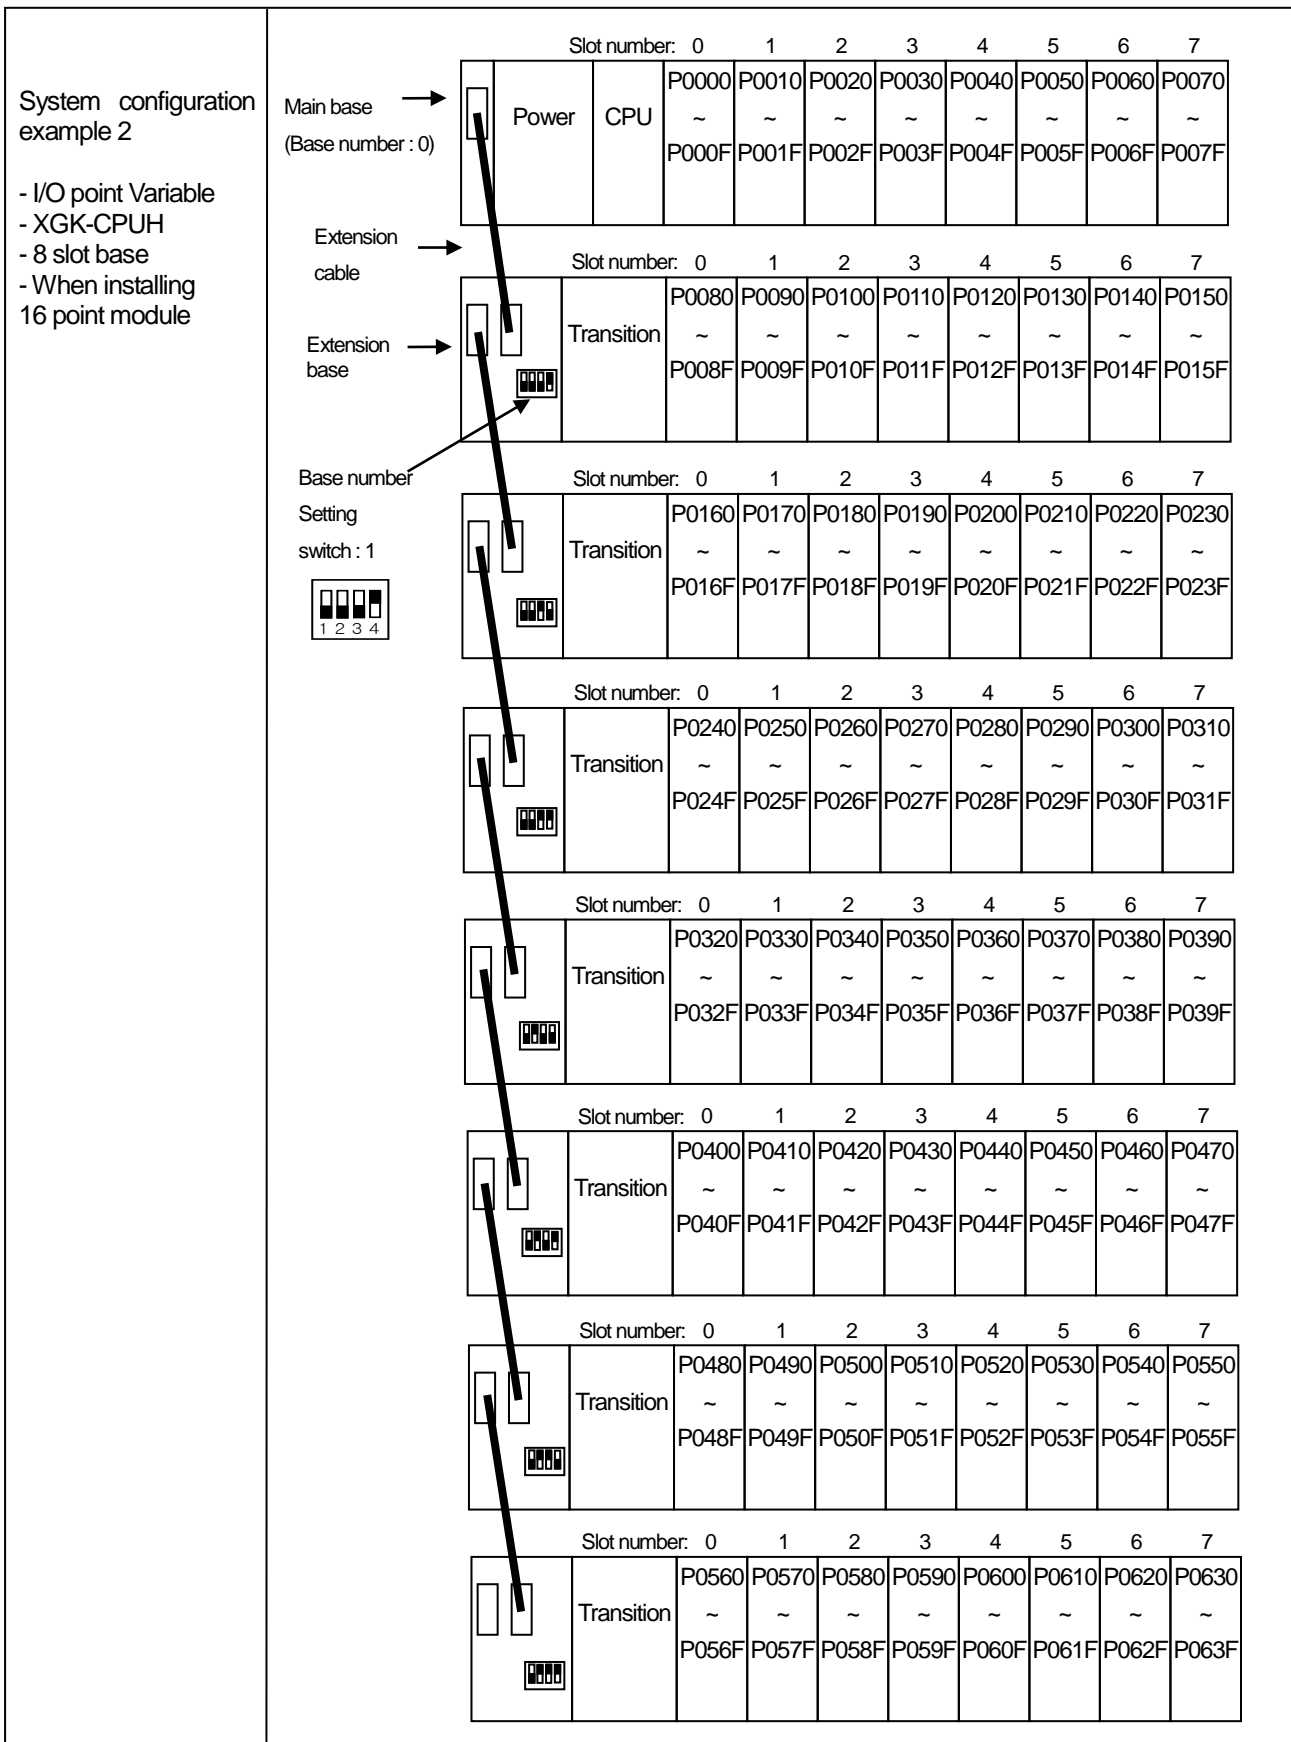 System configuration
example 2
- I/O point Variable
- XGK-CPUH
- 8 slot base
- When installing
16 point module
Main base
(Base number : 0)
Extension
cable
Extension
base
Base number
Setting
switch : 1
1 2 3 4
Slot number: 0 1 2 3 4 5 6 7
P0000 P0010 P0020 P0030 P0040 P0050 P0060 P0070
Power CPU ~ ~ ~ ~ ~ ~ ~ ~
P000F P001F P002F P003F P004F P005F P006F P007F
Slot number: 0 1 2 3 4 5 6 7
P0080 P0090 P0100 P0110 P0120 P0130 P0140 P0150
Transition ~ ~ ~ ~ ~ ~ ~ ~
P008F P009F P010F P011F P012F P013F P014F P015F
Slot number: 0 1 2 3 4 5 6 7
P0160 P0170 P0180 P0190 P0200 P0210 P0220 P0230
Transition ~ ~ ~ ~ ~ ~ ~ ~
P016F P017F P018F P019F P020F P021F P022F P023F
Slot number: 0 1 2 3 4 5 6 7
P0240 P0250 P0260 P0270 P0280 P0290 P0300 P0310
Transition ~ ~ ~ ~ ~ ~ ~ ~
P024F P025F P026F P027F P028F P029F P030F P031F
Slot number: 0 1 2 3 4 5 6 7
P0320 P0330 P0340 P0350 P0360 P0370 P0380 P0390
Transition ~ ~ ~ ~ ~ ~ ~ ~
P032F P033F P034F P035F P036F P037F P038F P039F
Slot number: 0 1 2 3 4 5 6 7
P0400 P0410 P0420 P0430 P0440 P0450 P0460 P0470
Transition ~ ~ ~ ~ ~ ~ ~ ~
P040F P041F P042F P043F P044F P045F P046F P047F
Slot number: 0 1 2 3 4 5 6 7
P0480 P0490 P0500 P0510 P0520 P0530 P0540 P0550
Transition ~ ~ ~ ~ ~ ~ ~ ~
P048F P049F P050F P051F P052F P053F P054F P055F
Slot number: 0 1 2 3 4 5 6 7
P0560 P0570 P0580 P0590 P0600 P0610 P0620 P0630
Transition ~ ~ ~ ~ ~ ~ ~ ~
P056F P057F P058F P059F P060F P061F P062F P063F